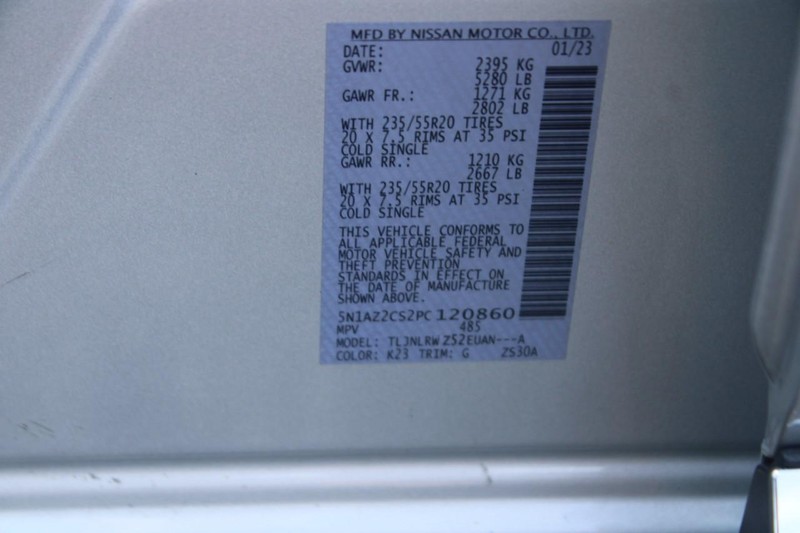 MFD BY NISSAN MOTOR CO., LTD.
DATE: 01/23
GVWR: 2395 KG
5280 LB
GAWR FR.: 1271 KG
2802 LB
WITH 235/55R20 TIRES
20 X 7.5 RIMS AT 35 PSI
COLD SINGLE
GAWR RR.: 1210 KG
2667 LB
WITH 235/55R20 TIRES
20 X 7.5 RIMS AT 35 PSI
COLD SINGLE
THIS VEHICLE CONFORMS TO
ALL APPLICABLE FEDERAL
MOTOR VEHICLE SAFETY AND
THEFT PREVENTION
STANDARDS IN EFFECT ON
THE DATE OF MANUFACTURE
SHOWN ABOVE.
5N1AZ2CS2PC120860
MPV 485
MODEL: TLJNLRWZ52EUAN---A
COLOR: K23 TRIM: G ZS30A